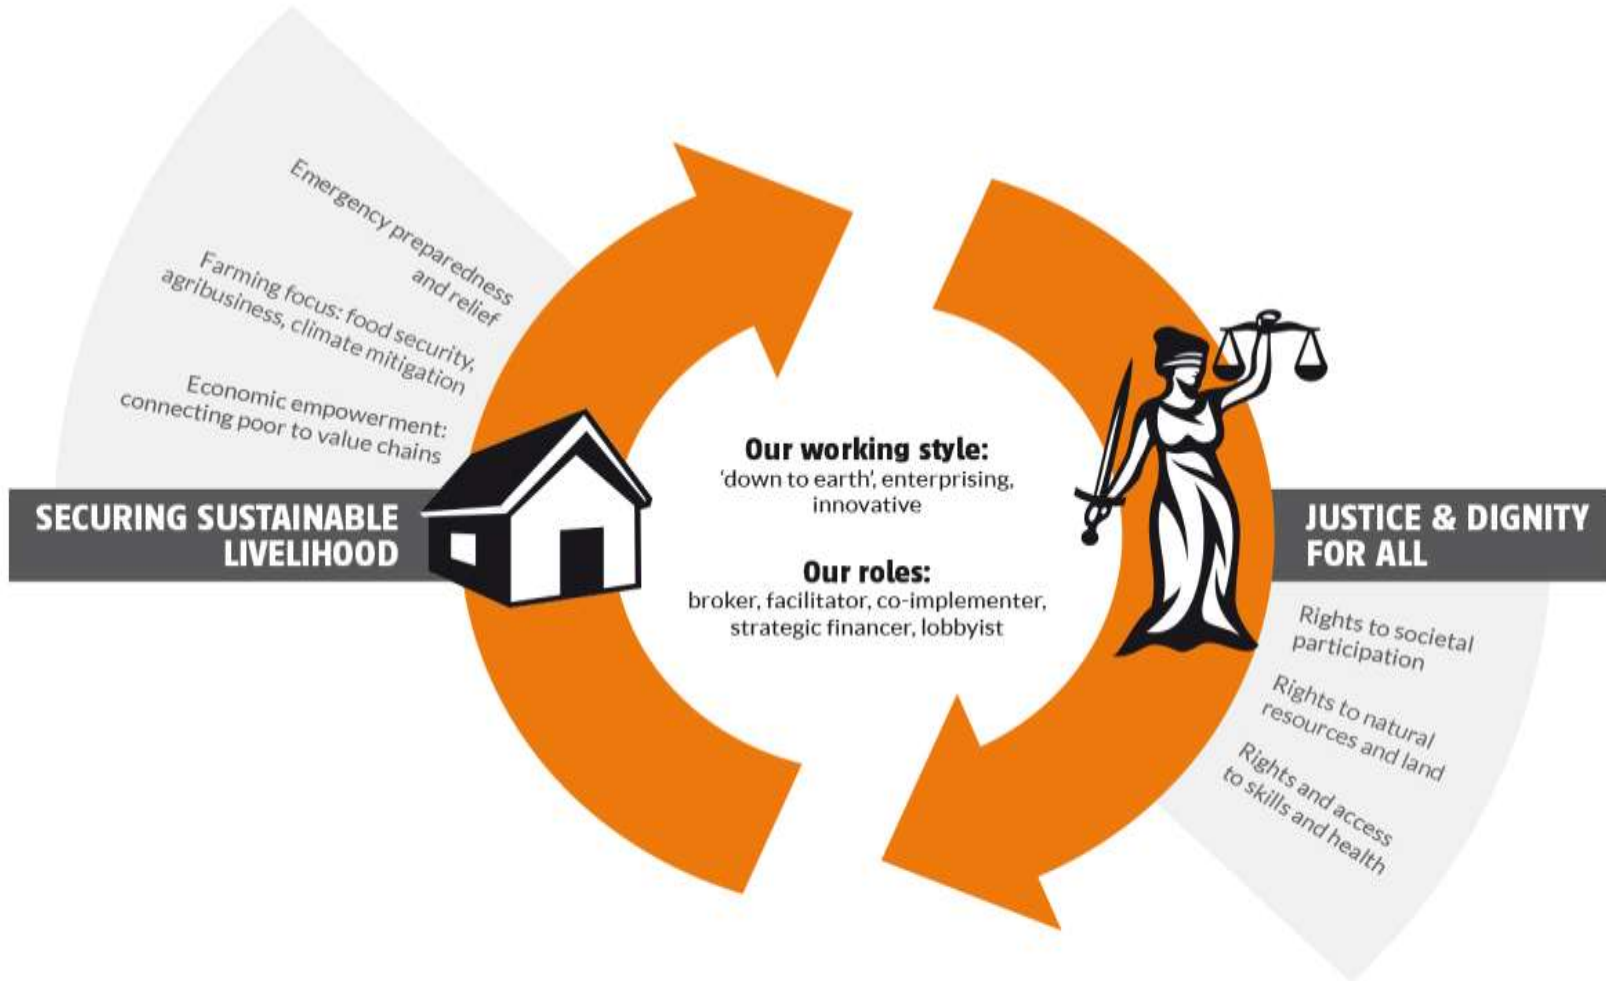 Emergency preparedness
and relief
Farming focus: food security,
agribusiness, climate mitigation
Economic empowerment:
connecting poor to value chains
SECURING SUSTAINABLE
LIVELIHOOD
Our working style:
‘down to earth’, enterprising,
innovative
Our roles:
broker, facilitator, co-implementer,
strategic financer, lobbyist
JUSTICE & DIGNITY
FOR ALL
Rights to societal
participation
Rights to natural
resources and land
Rights and access
to skills and health